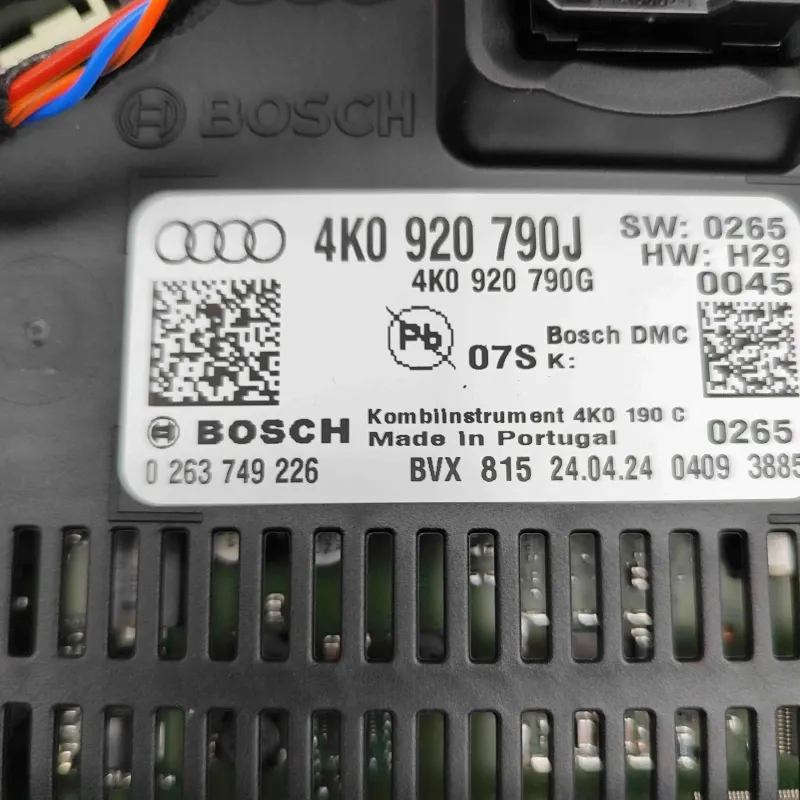 BOSCH
4K0 920 790J
SW: 0265
HW: H29
4K0 920 790G
0045
Pb
07S
Bosch DMC
K:
BOSCH
Kombiinstrument 4K0 190 C
Made in Portugal
0265
0 263 749 226
BVX 815 24.04.24 0409 3885